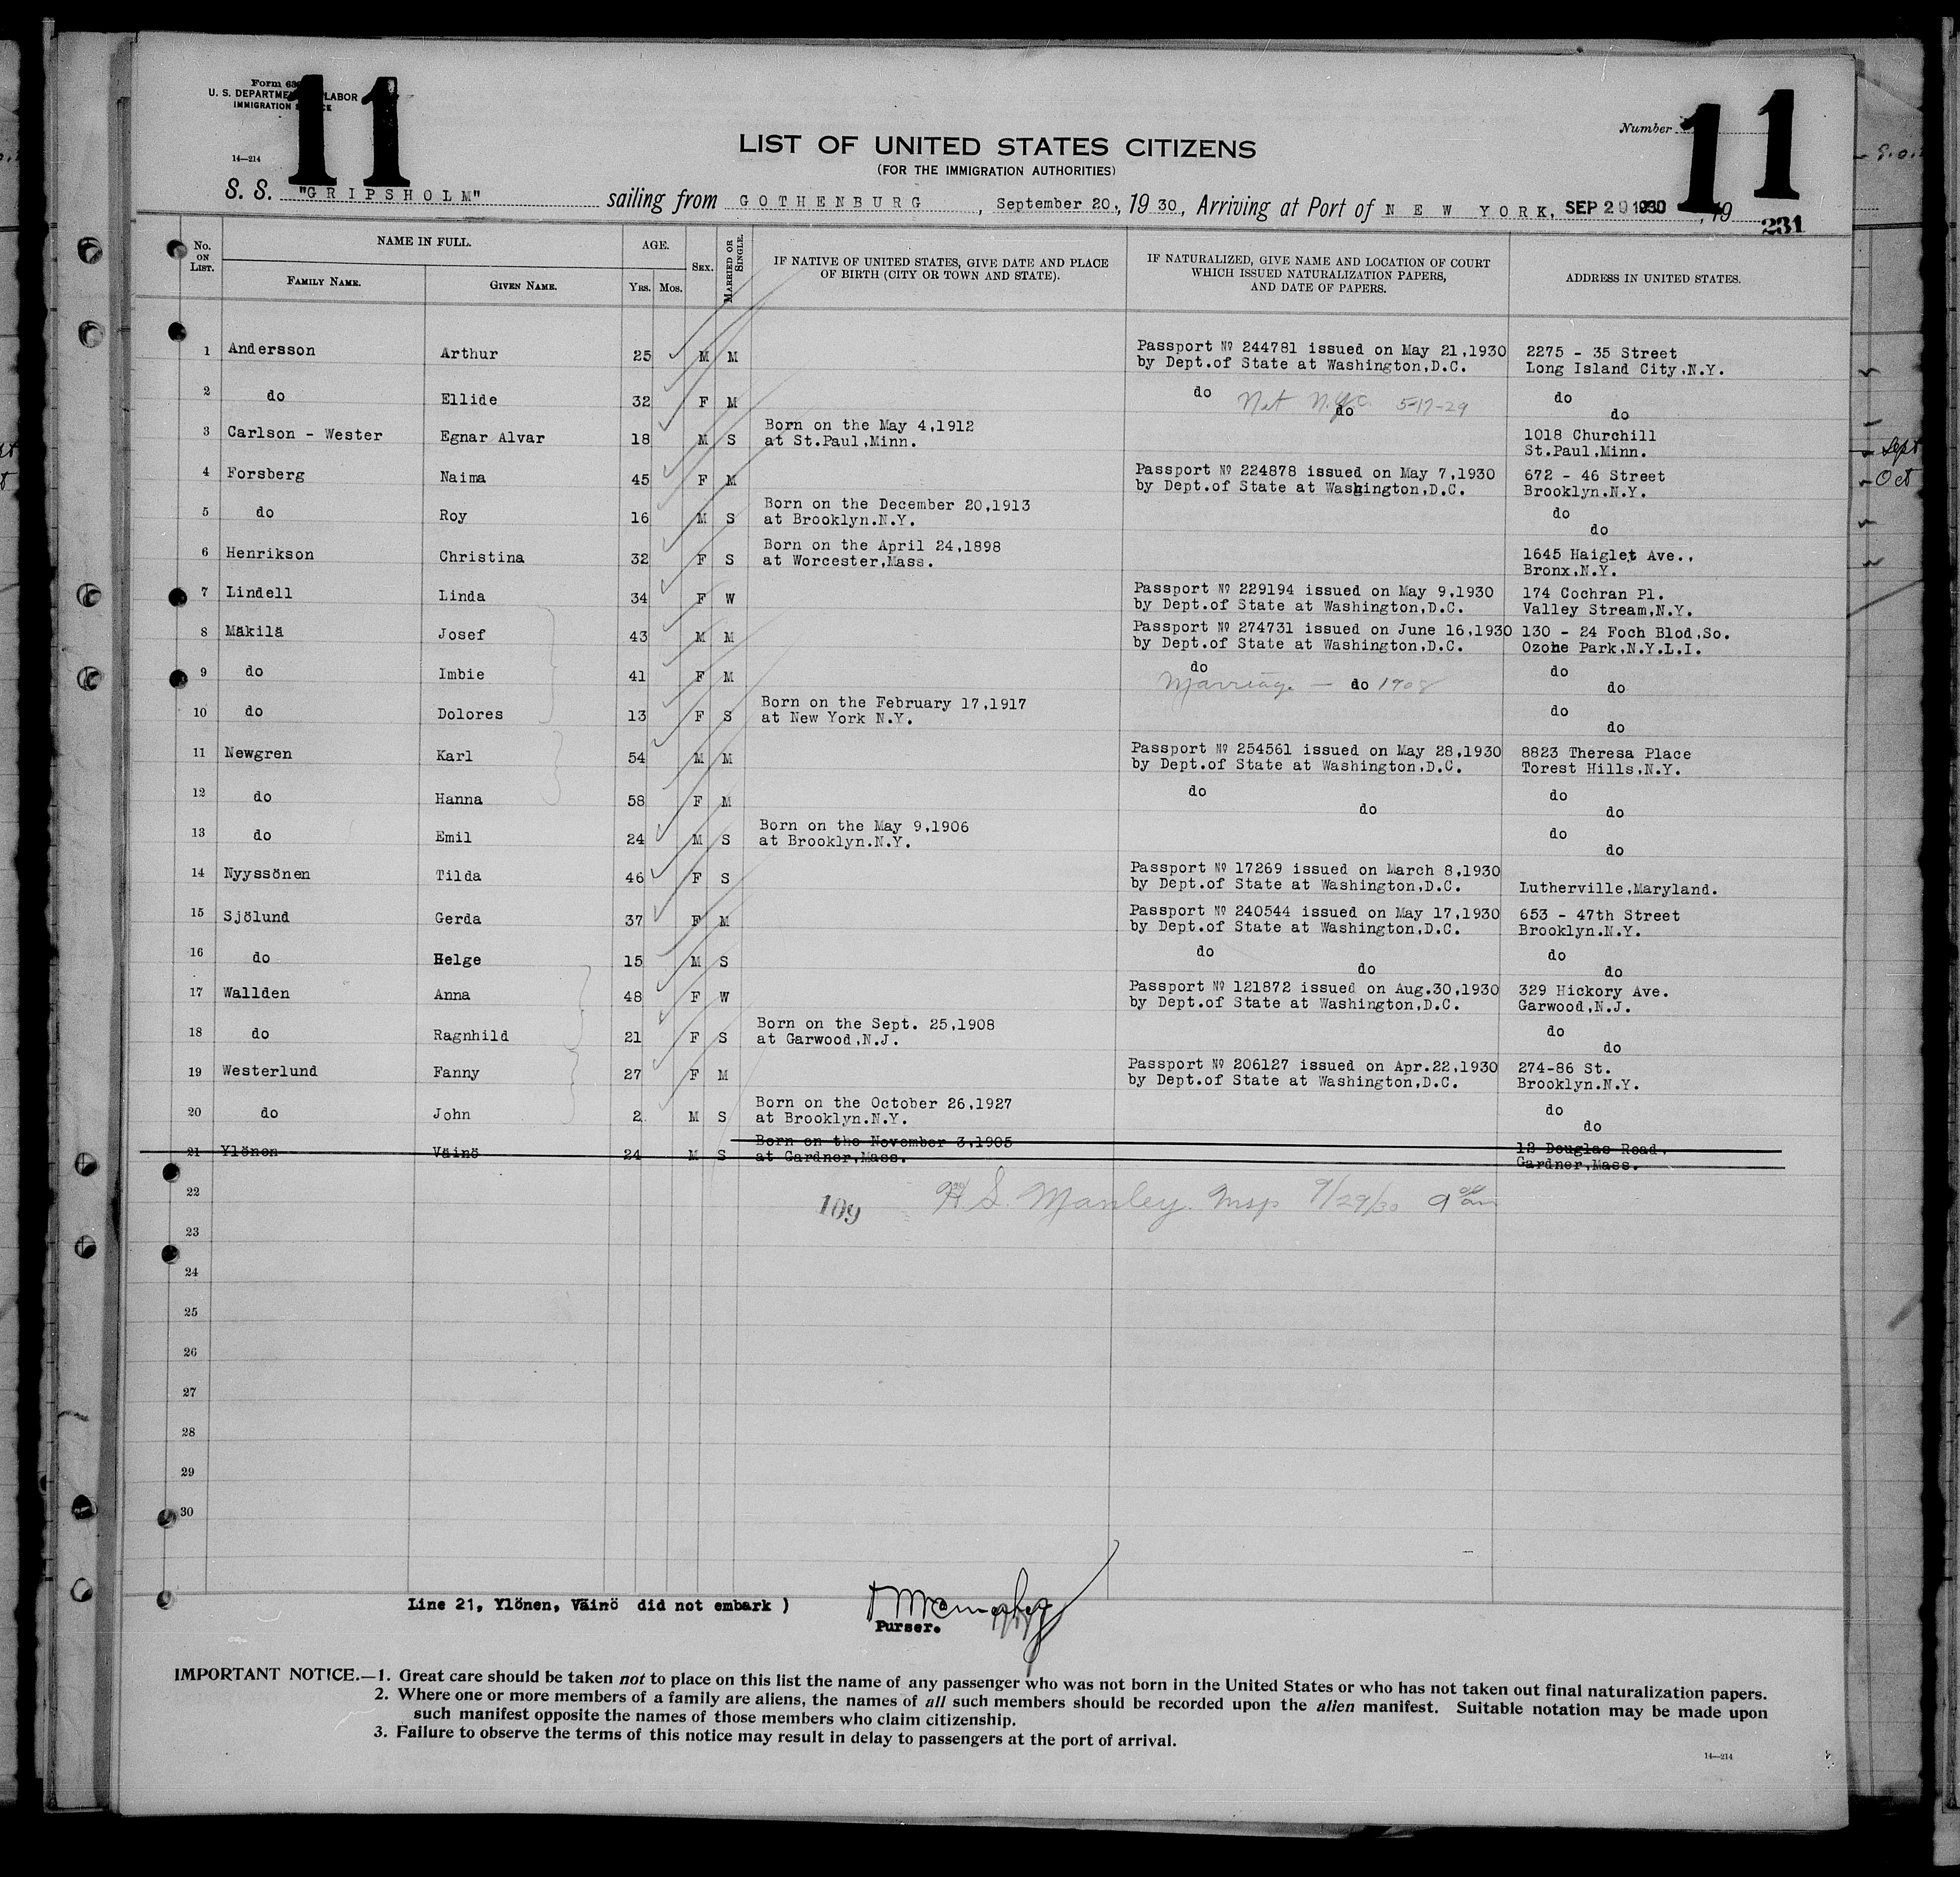 Form 63
U. S. DEPARTME LABOR
IMMIGRATION S
14—214
11
11
Number
LIST OF UNITED STATES CITIZENS
(FOR THE IMMIGRATION AUTHORITIES)
S. S. "GRIPSHOLM" sailing from GOTHENBURG, September 20, 1930, Arriving at Port of NEW YORK, SEP 29 1930, 19
231
No. on List. NAME IN FULL. AGE. Sex. Married or Single. IF NATIVE OF UNITED STATES, GIVE DATE AND PLACE OF BIRTH (CITY OR TOWN AND STATE). IF NATURALIZED, GIVE NAME AND LOCATION OF COURT WHICH ISSUED NATURALIZATION PAPERS, AND DATE OF PAPERS. ADDRESS IN UNITED STATES.
Family Name. Given Name. Yrs. Mos.
1 Andersson Arthur 25 M M Passport № 244781 issued on May 21,1930 2275 - 35 Street
by Dept.of State at Washington,D.C. Long Island City,N.Y.
2 do Ellide 32 F M do do Nat N.Y.C. 5-17-29 do do
3 Carlson - Wester Egnar Alvar 18 M S Born on the May 4,1912 1018 Churchill
at St.Paul,Minn. St.Paul,Minn.
4 Forsberg Naima 45 F M Passport № 224878 issued on May 7,1930 672 - 46 Street
by Dept.of State at Washington,D.C. Brooklyn.N.Y.
5 do Roy 16 M S Born on the December 20,1913 do
at Brooklyn.N.Y. do
6 Henrikson Christina 32 F S Born on the April 24,1898 1645 Haiglet Ave.,
at Worcester,Mass. Bronx,N.Y.
7 Lindell Linda 34 F W Passport № 229194 issued on May 9,1930 174 Cochran Pl.
by Dept.of State at Washington,D.C. Valley Stream,N.Y.
8 Mäkilä Josef 43 M M Passport № 274731 issued on June 16,1930 130 - 24 Foch Blod,So.
by Dept.of State at Washington,D.C. Ozone Park,N.Y.L.I.
9 do Imbie 41 F M do do
Marriage — do 1908 do
10 do Dolores 13 F S Born on the February 17,1917 do
at New York N.Y. do
11 Newgren Karl 54 M M Passport № 254561 issued on May 28,1930 8823 Theresa Place
by Dept.of State at Washington,D.C. Torest Hills,N.Y.
12 do Hanna 58 F M do do
do do
13 do Emil 24 M S Born on the May 9,1906 do
at Brooklyn.N.Y. do
14 Nyyssönen Tilda 46 F S Passport № 17269 issued on March 8,1930
by Dept.of State at Washington,D.C. Lutherville,Maryland.
15 Sjölund Gerda 37 F M Passport № 240544 issued on May 17,1930 653 - 47th Street
by Dept.of State at Washington,D.C. Brooklyn.N.Y.
16 do Helge 15 M S do do
do do
17 Wallden Anna 48 F W Passport № 121872 issued on Aug.30,1930 329 Hickory Ave.
by Dept.of State at Washington,D.C. Garwood,N.J.
18 do Ragnhild 21 F S Born on the Sept. 25,1908 do
at Garwood,N.J. do
19 Westerlund Fanny 27 F M Passport № 206127 issued on Apr.22,1930 274-86 St.
by Dept.of State at Washington,D.C. Brooklyn.N.Y.
20 do John 2 M S Born on the October 26,1927 do
at Brooklyn.N.Y. do
21 Ylönen Väinö 24 M S Born on the November 3,1905 12 Douglas Road,
at Gardner,Mass. Gardner,Mass.
22 109 H S. Manley. Insp 9/29/30 9 00 am
23
24
25
26
27
28
29
30
Line 21, Ylönen, Väinö did not embark )
Purser.
IMPORTANT NOTICE.—1. Great care should be taken not to place on this list the name of any passenger who was not born in the United States or who has not taken out final naturalization papers.
2. Where one or more members of a family are aliens, the names of all such members should be recorded upon the alien manifest. Suitable notation may be made upon
such manifest opposite the names of those members who claim citizenship.
3. Failure to observe the terms of this notice may result in delay to passengers at the port of arrival.
14—214
Sept
Oct